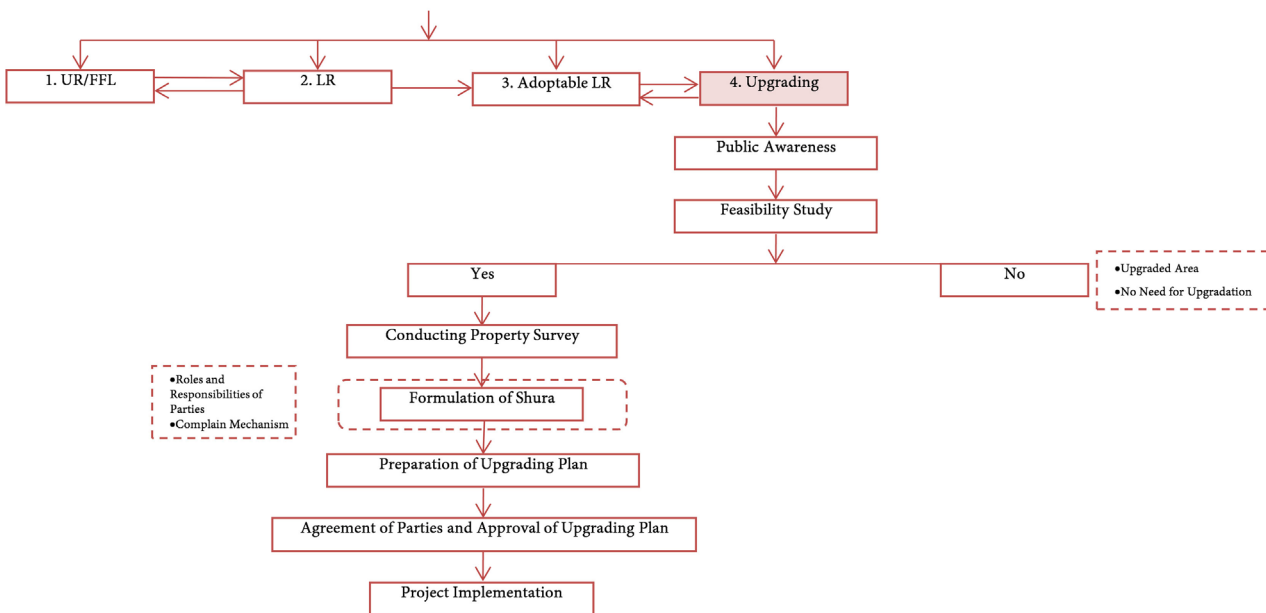 1. UR/FFL
2. LR
3. Adoptable LR
4. Upgrading
Public Awareness
Feasibility Study
Yes
No
•Upgraded Area
•No Need for Upgradation
Conducting Property Survey
•Roles and
Responsibilities of
Parties
•Complain Mechanism
Formulation of Shura
Preparation of Upgrading Plan
Agreement of Parties and Approval of Upgrading Plan
Project Implementation